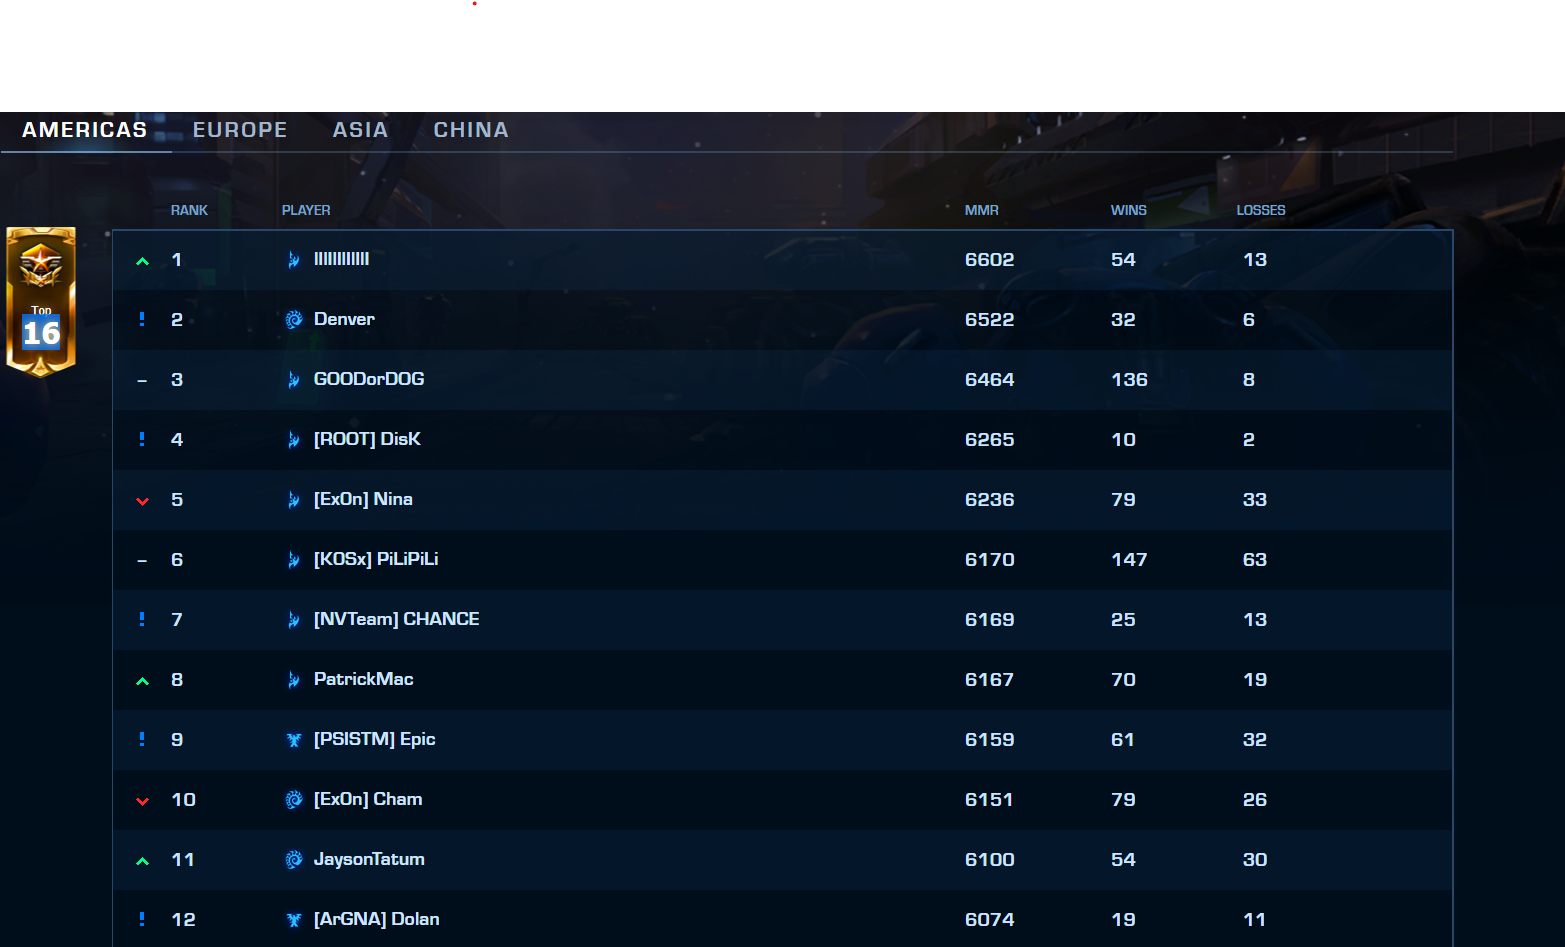 AMERICAS EUROPE ASIA CHINA
RANK PLAYER MMR WINS LOSSES
Top
16
1 6602 54 13
2 Denver 6522 32 6
3 GOODorDOG 6464 136 8
4 [ROOT] DisK 6265 10 2
5 [ExOn] Nina 6236 79 33
6 [KOSx] PiLiPiLi 6170 147 63
7 [NVTeam] CHANCE 6169 25 13
8 PatrickMac 6167 70 19
9 [PSISTM] Epic 6159 61 32
10 [ExOn] Cham 6151 79 26
11 JaysonTatum 6100 54 30
12 [ArGNA] Dolan 6074 19 11